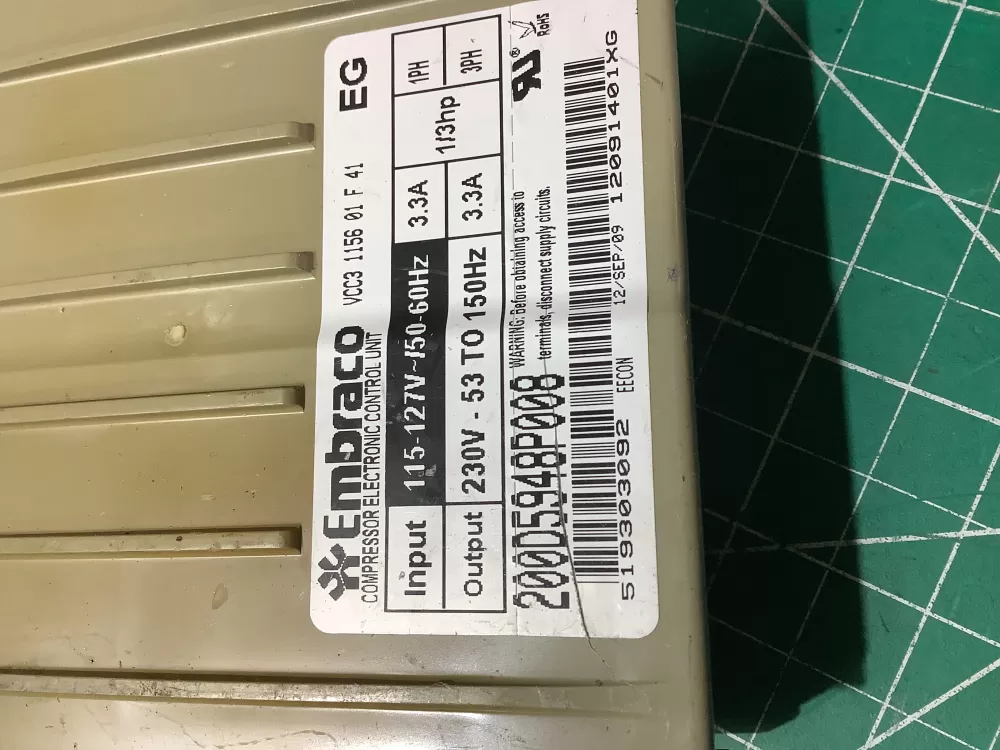 Embraco VCC3 1156 01 F 41 EG
COMPRESSOR ELECTRONIC CONTROL UNIT
Input 115-127V~/50-60Hz 3.3A 1/3hp 1PH
Output 230V - 53 TO 150Hz 3.3A 3PH
200D5948P008
WARNING: Before obtaining access to
terminals, disconnect supply circuits.
RoHS
519303092 EECON 12/SEP/09 12091401XG